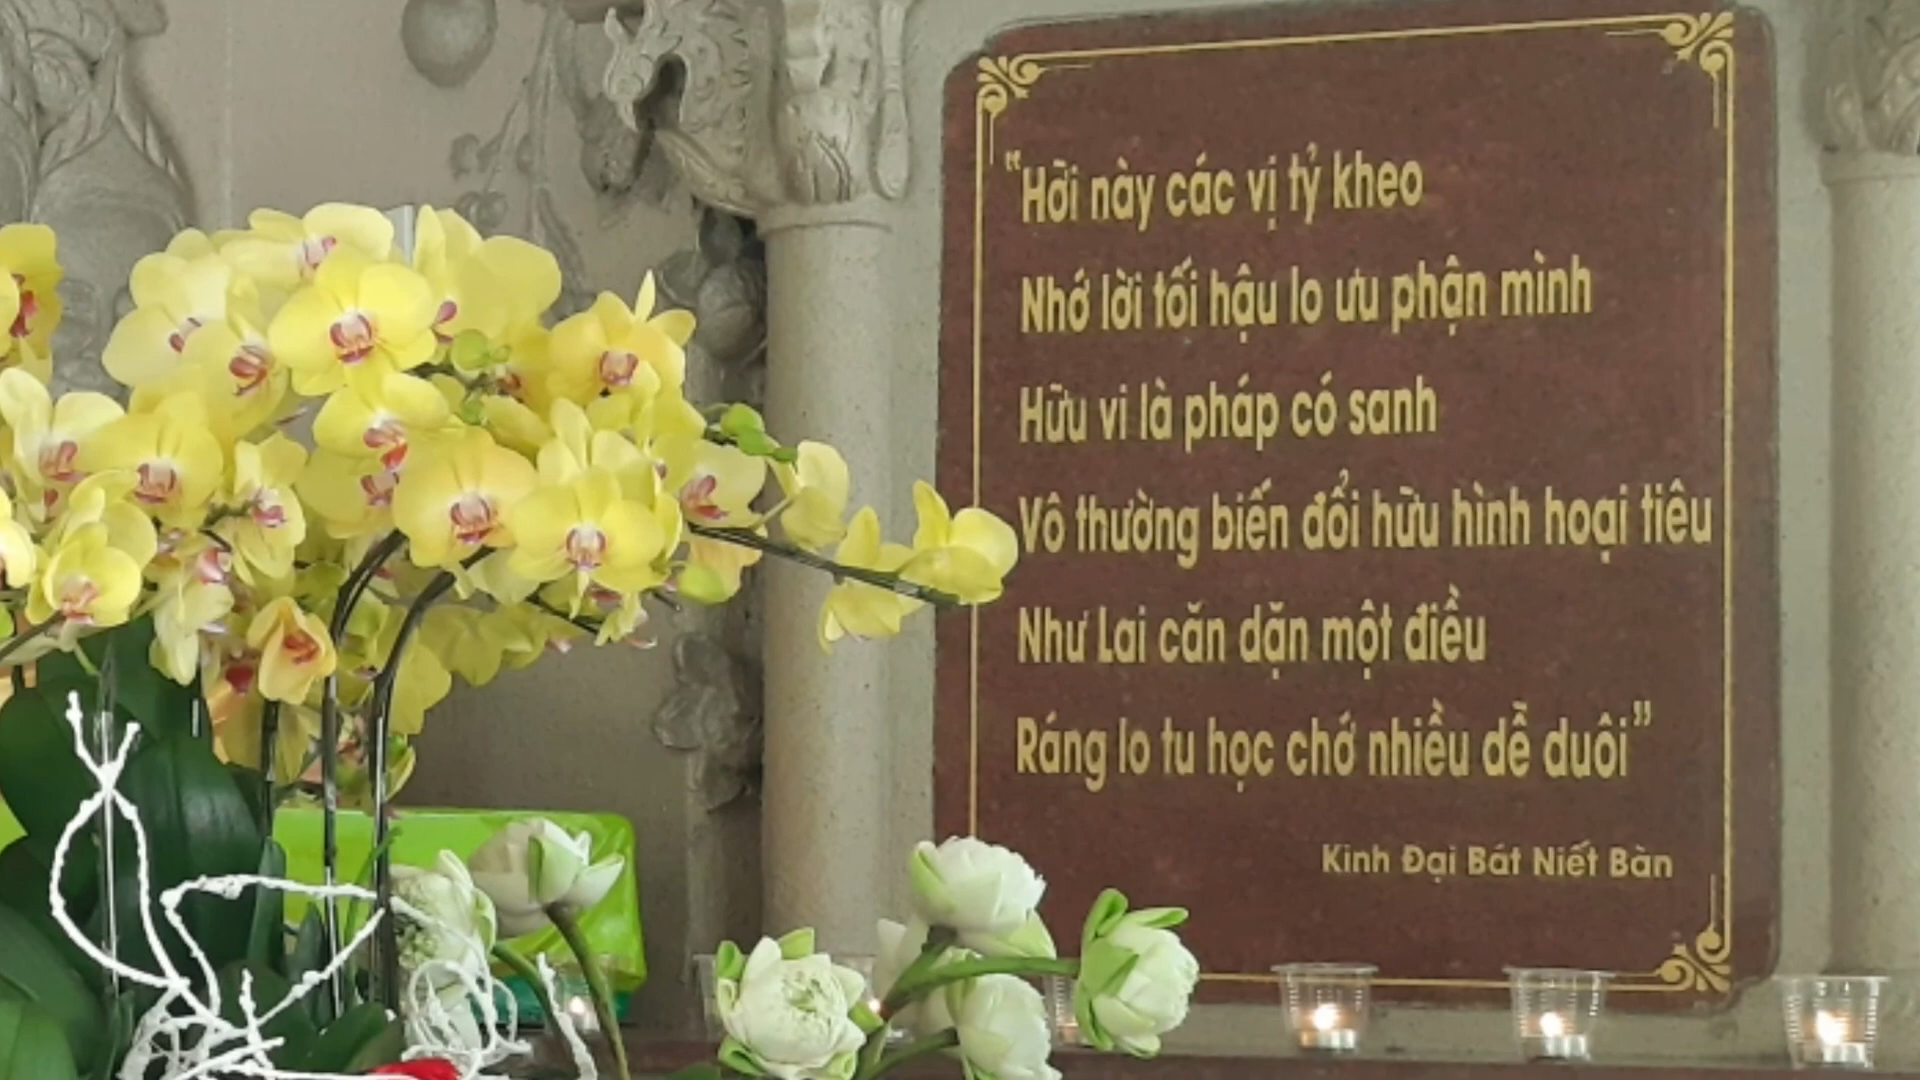 “Hỡi này các vị tỷ kheo
Nhớ lời tối hậu lo ưu phận mình
Hữu vi là pháp có sanh
Vô thường biến đổi hữu hình hoại tiêu
Như Lai căn dặn một điều
Ráng lo tu học chớ nhiều dễ duôi”
Kinh Đại Bát Niết Bàn